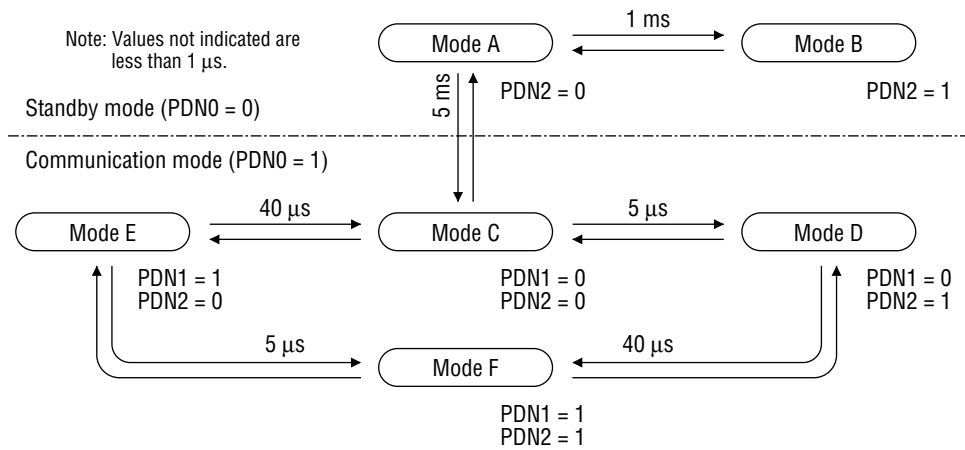 Note: Values not indicated are
less than 1 μs.
Mode A
1 ms
Mode B
PDN2 = 0
PDN2 = 1
5 ms
Standby mode (PDN0 = 0)
Communication mode (PDN0 = 1)
Mode E
40 μs
Mode C
5 μs
Mode D
PDN1 = 1
PDN2 = 0
PDN1 = 0
PDN2 = 0
PDN1 = 0
PDN2 = 1
5 μs
Mode F
40 μs
PDN1 = 1
PDN2 = 1